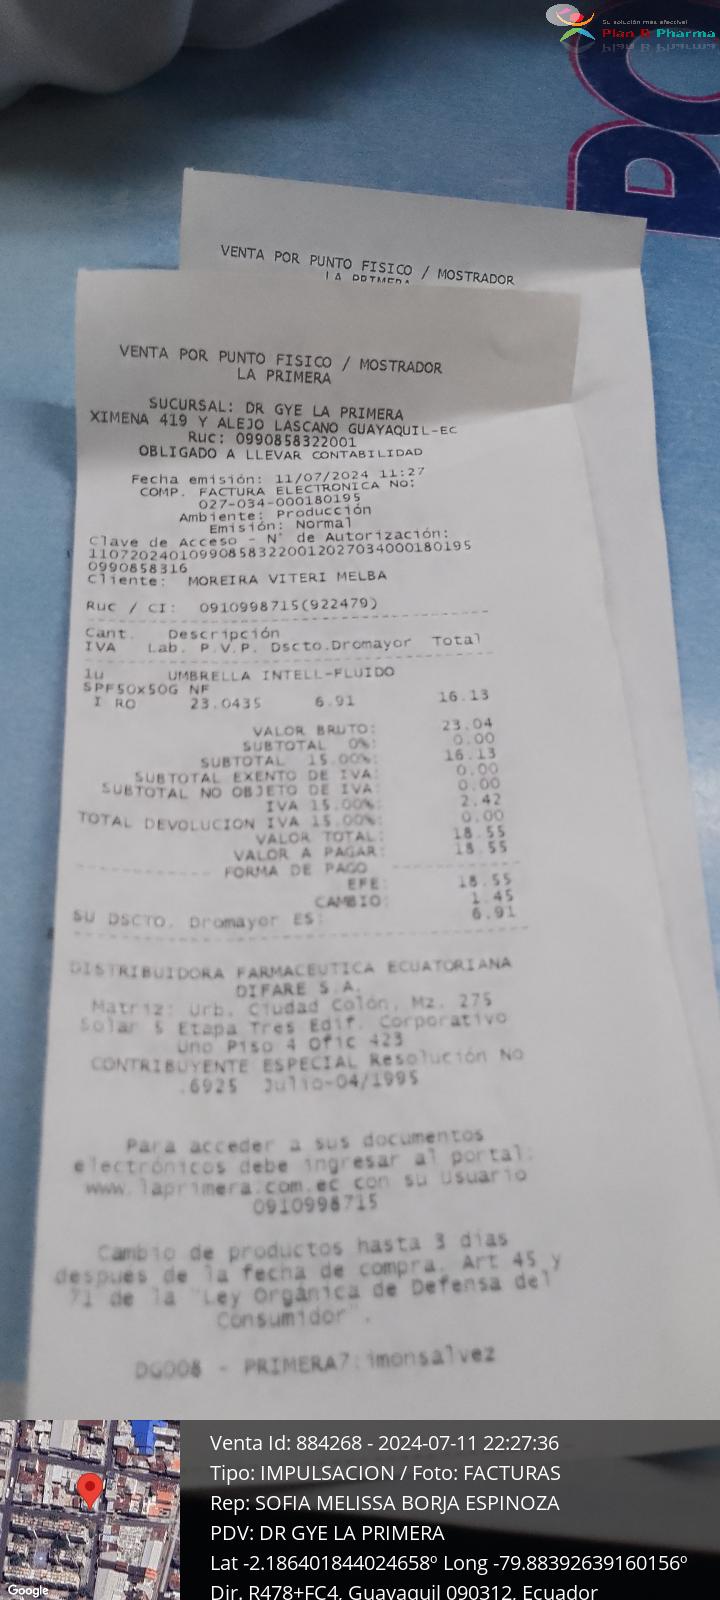 Su solución más efectiva!
Plan B Pharma
DO
VENTA POR PUNTO FISICO / MOSTRADOR
LA PRIMERA
VENTA POR PUNTO FISICO / MOSTRADOR
LA PRIMERA
SUCURSAL: DR GYE LA PRIMERA
XIMENA 419 Y ALEJO LASCANO GUAYAQUIL-EC
Ruc: 0990858322001
OBLIGADO A LLEVAR CONTABILIDAD
Fecha emisión: 11/07/2024 11:27
COMP. FACTURA ELECTRONICA No:
027-034-000180195
Ambiente: Producción
Emisión: Normal
Clave de Acceso - N° de Autorización:
110720240109908583220012027034000180195
0990858316
Cliente: MOREIRA VITERI MELBA
Ruc / CI: 0910998715(922479)
Cant. Descripción
IVA Lab. P.V.P. Dscto.Dromayor Total
1u UMBRELLA INTELL-FLUIDO
SPF50X50G NF
I RO 23.0435 6.91 16.13
VALOR BRUTO: 23.04
SUBTOTAL 0%: 0.00
SUBTOTAL 15.00%: 16.13
SUBTOTAL EXENTO DE IVA: 0.00
SUBTOTAL NO OBJETO DE IVA: 0.00
IVA 15.00%: 2.42
TOTAL DEVOLUCION IVA 15.00%: 0.00
VALOR TOTAL: 18.55
VALOR A PAGAR: 18.55
FORMA DE PAGO
EFE: 18.55
CAMBIO: 1.45
SU DSCTO. Dromayor ES: 6.91
DISTRIBUIDORA FARMACEUTICA ECUATORIANA
DIFARE S.A.
Matriz: Urb. Ciudad Colón, Mz. 275
Solar 5 Etapa Tres Edif. Corporativo
Uno Piso 4 Ofic 423
CONTRIBUYENTE ESPECIAL Resolución No
.6925 Julio-04/1995
Para acceder a sus documentos
electrónicos debe ingresar al portal:
www.laprimera.com.ec con su Usuario
0910998715
Cambio de productos hasta 3 días
después de la fecha de compra. Art 45 y
71 de la "Ley Orgánica de Defensa del
Consumidor".
DG008 - PRIMERA7:imonsalvez
Venta Id: 884268 - 2024-07-11 22:27:36
Tipo: IMPULSACION / Foto: FACTURAS
Rep: SOFIA MELISSA BORJA ESPINOZA
PDV: DR GYE LA PRIMERA
Lat -2.186401844024658º Long -79.88392639160156º
Dir. R478+FC4, Guayaquil 090312, Ecuador
Google